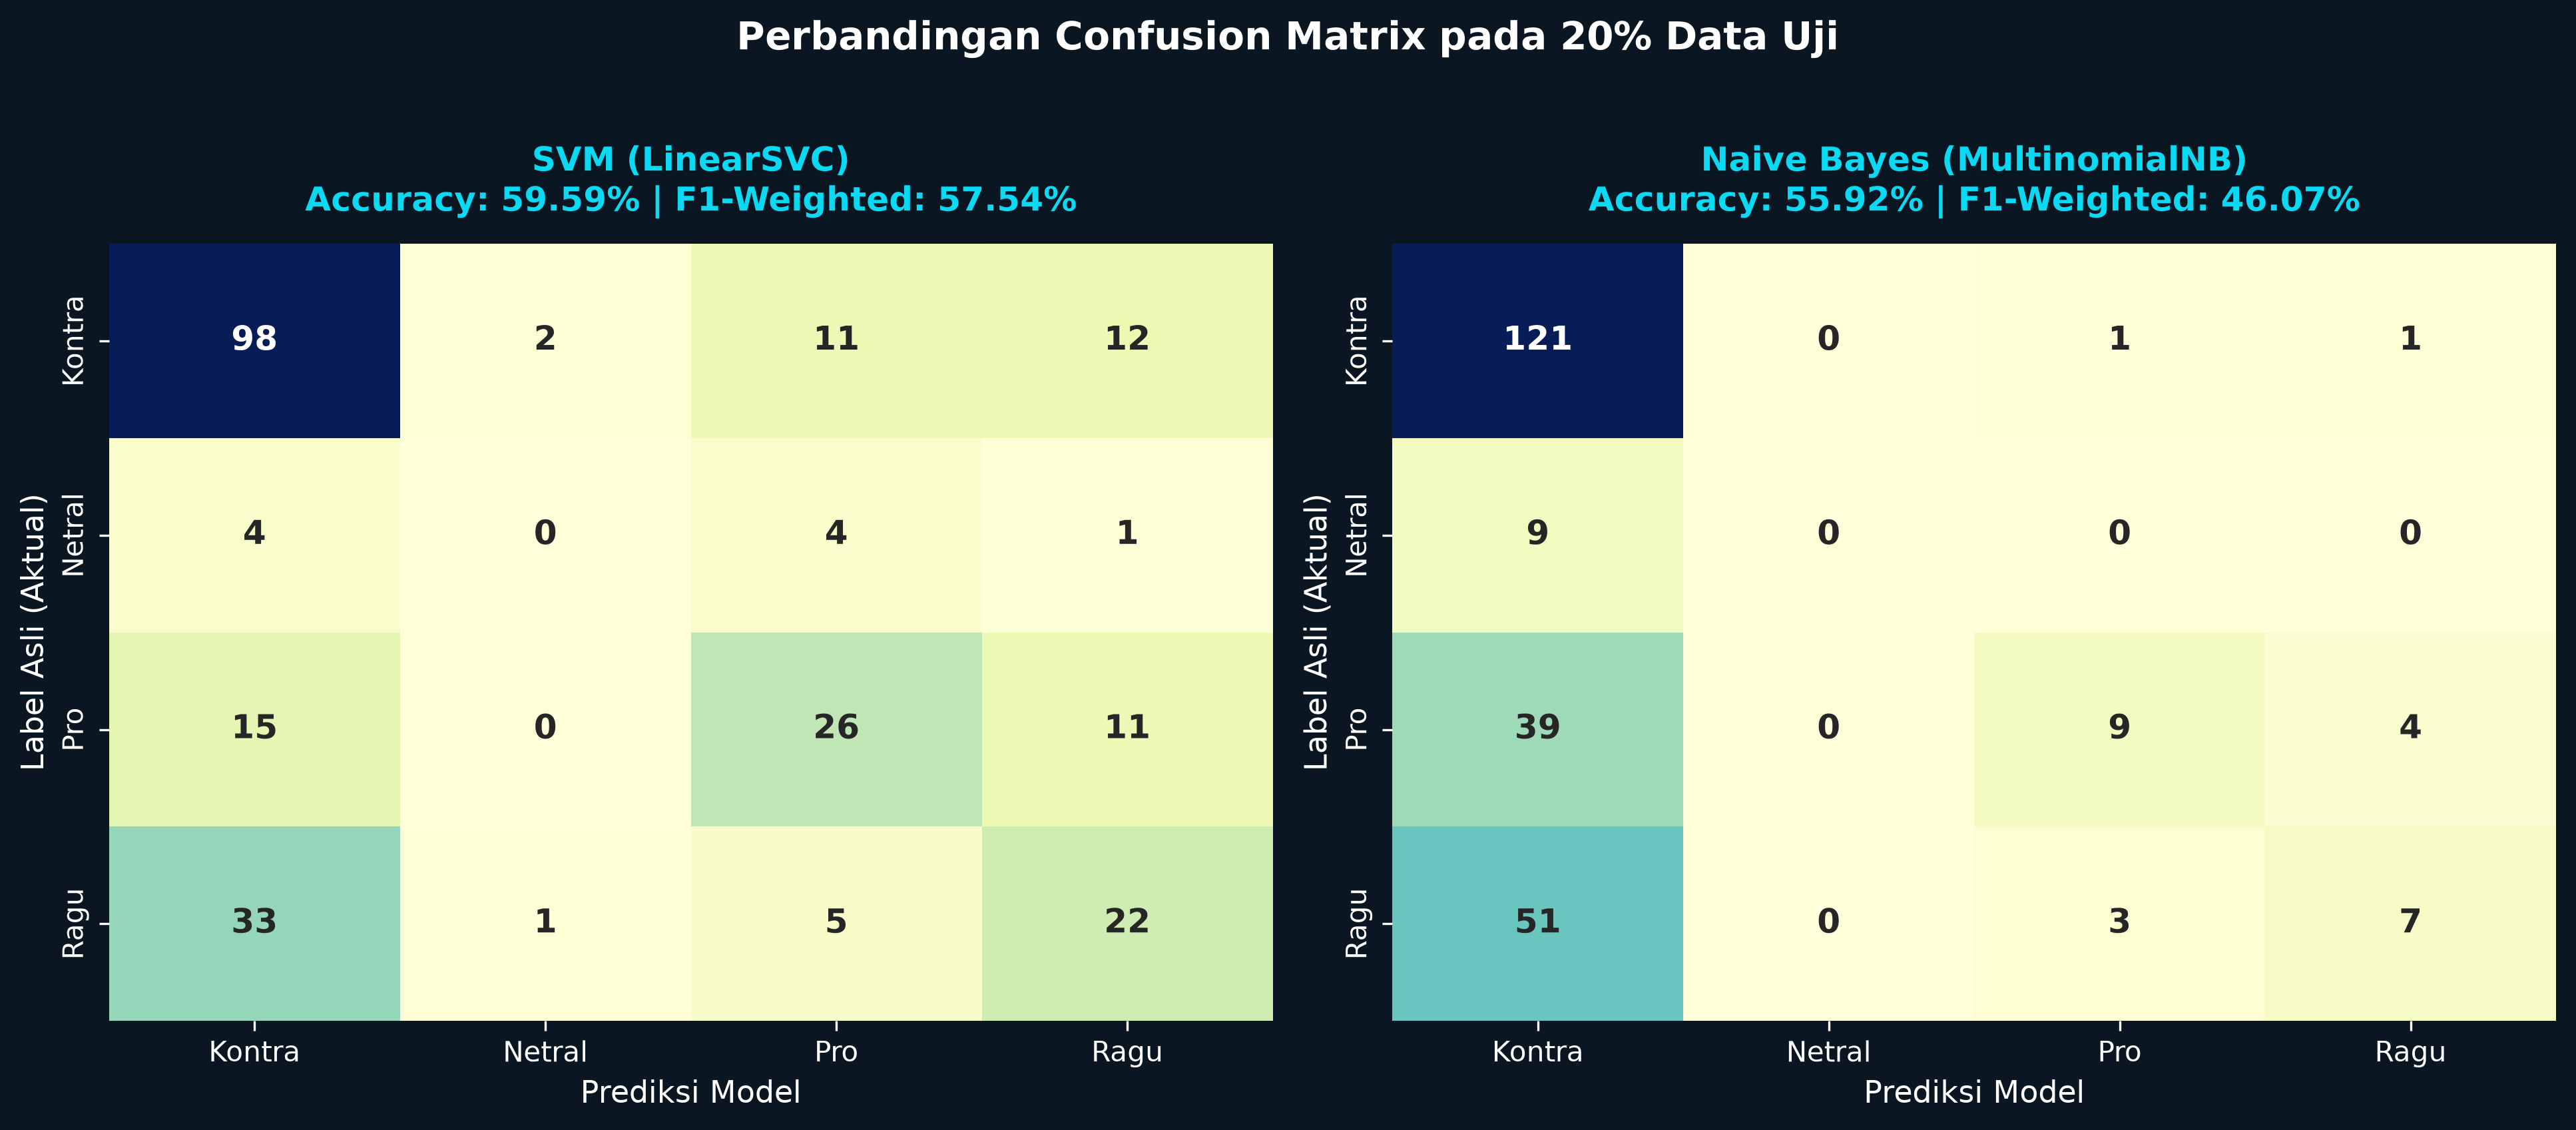 Perbandingan Confusion Matrix pada 20% Data Uji
SVM (LinearSVC)
Accuracy: 59.59% | F1-Weighted: 57.54%
Label Asli (Aktual)
Kontra
98 2 11 12
Netral
4 0 4 1
Pro
15 0 26 11
Ragu
33 1 5 22
Kontra Netral Pro Ragu
Prediksi Model
Naive Bayes (MultinomialNB)
Accuracy: 55.92% | F1-Weighted: 46.07%
Label Asli (Aktual)
Kontra
121 0 1 1
Netral
9 0 0 0
Pro
39 0 9 4
Ragu
51 0 3 7
Kontra Netral Pro Ragu
Prediksi Model